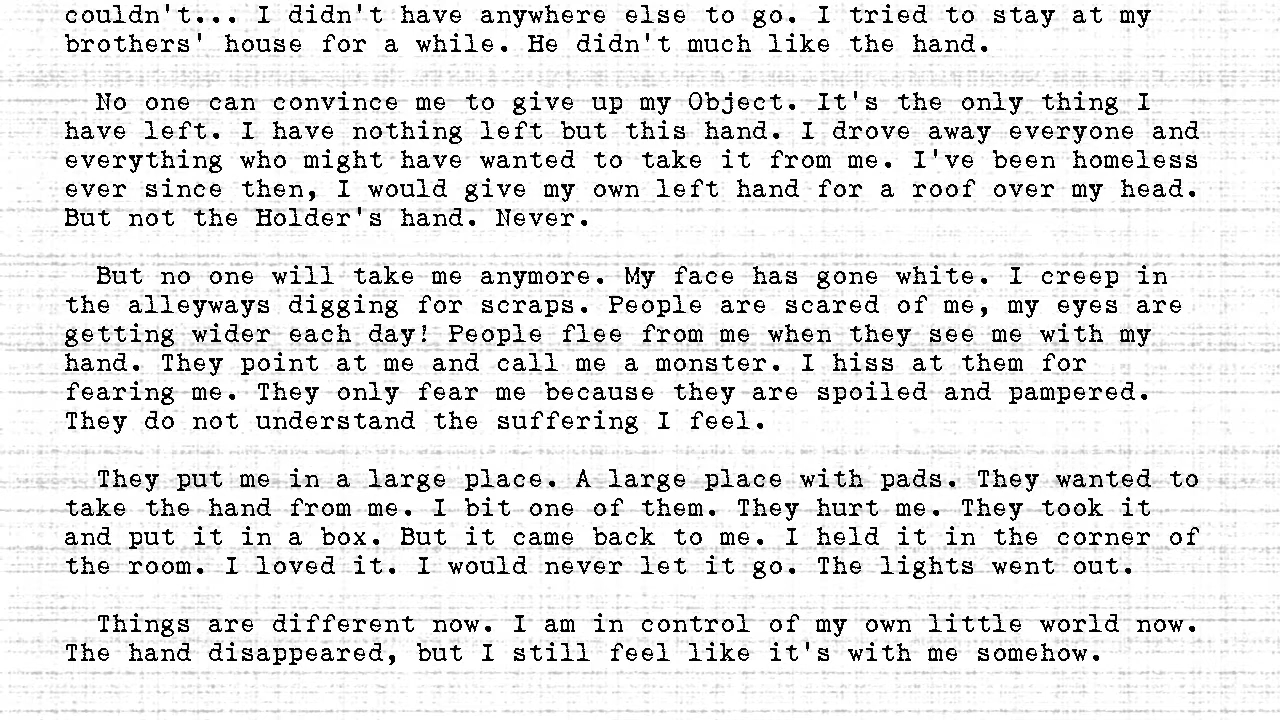 couldn't... I didn't have anywhere else to go. I tried to stay at my
brothers' house for a while. He didn't much like the hand.
No one can convince me to give up my Object. It's the only thing I
have left. I have nothing left but this hand. I drove away everyone and
everything who might have wanted to take it from me. I've been homeless
ever since then, I would give my own left hand for a roof over my head.
But not the Holder's hand. Never.
But no one will take me anymore. My face has gone white. I creep in
the alleyways digging for scraps. People are scared of me, my eyes are
getting wider each day! People flee from me when they see me with my
hand. They point at me and call me a monster. I hiss at them for
fearing me. They only fear me because they are spoiled and pampered.
They do not understand the suffering I feel.
They put me in a large place. A large place with pads. They wanted to
take the hand from me. I bit one of them. They hurt me. They took it
and put it in a box. But it came back to me. I held it in the corner of
the room. I loved it. I would never let it go. The lights went out.
Things are different now. I am in control of my own little world now.
The hand disappeared, but I still feel like it's with me somehow.